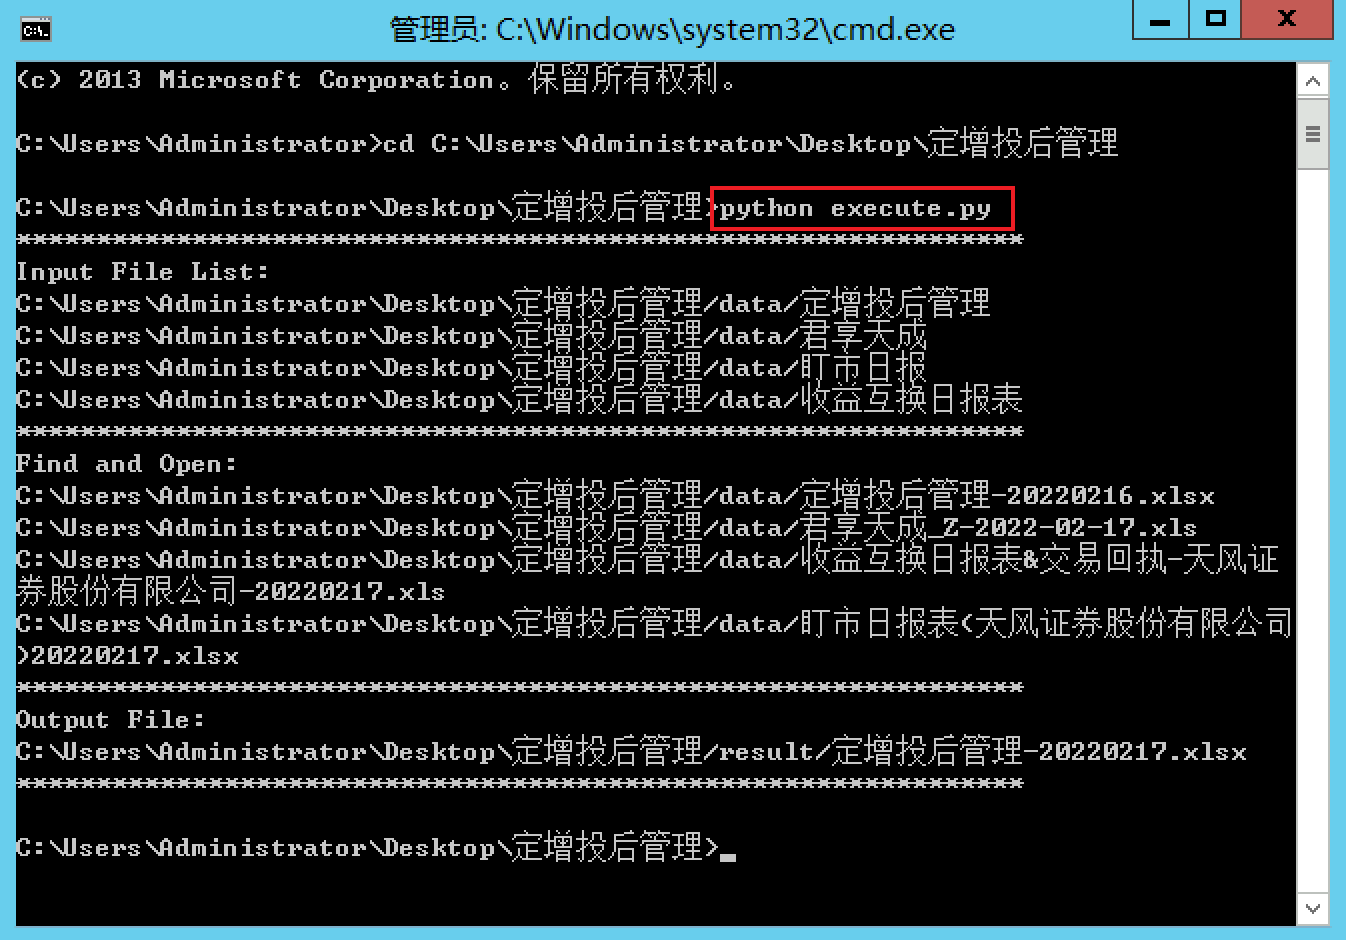 管理员: C:\Windows\system32\cmd.exe
(c) 2013 Microsoft Corporation。保留所有权利。
C:\Users\Administrator>cd C:\Users\Administrator\Desktop\定增投后管理
C:\Users\Administrator\Desktop\定增投后管理>python execute.py
***************************************************************
Input File List:
C:\Users\Administrator\Desktop\定增投后管理/data/定增投后管理
C:\Users\Administrator\Desktop\定增投后管理/data/君享天成
C:\Users\Administrator\Desktop\定增投后管理/data/盯市日报
C:\Users\Administrator\Desktop\定增投后管理/data/收益互换日报表
***************************************************************
Find and Open:
C:\Users\Administrator\Desktop\定增投后管理/data/定增投后管理-20220216.xlsx
C:\Users\Administrator\Desktop\定增投后管理/data/君享天成_Z-2022-02-17.xls
C:\Users\Administrator\Desktop\定增投后管理/data/收益互换日报表&交易回执-天风证
券股份有限公司-20220217.xls
C:\Users\Administrator\Desktop\定增投后管理/data/盯市日报表(天风证券股份有限公司
)20220217.xlsx
***************************************************************
Output File:
C:\Users\Administrator\Desktop\定增投后管理/result/定增投后管理-20220217.xlsx
***************************************************************
C:\Users\Administrator\Desktop\定增投后管理>_